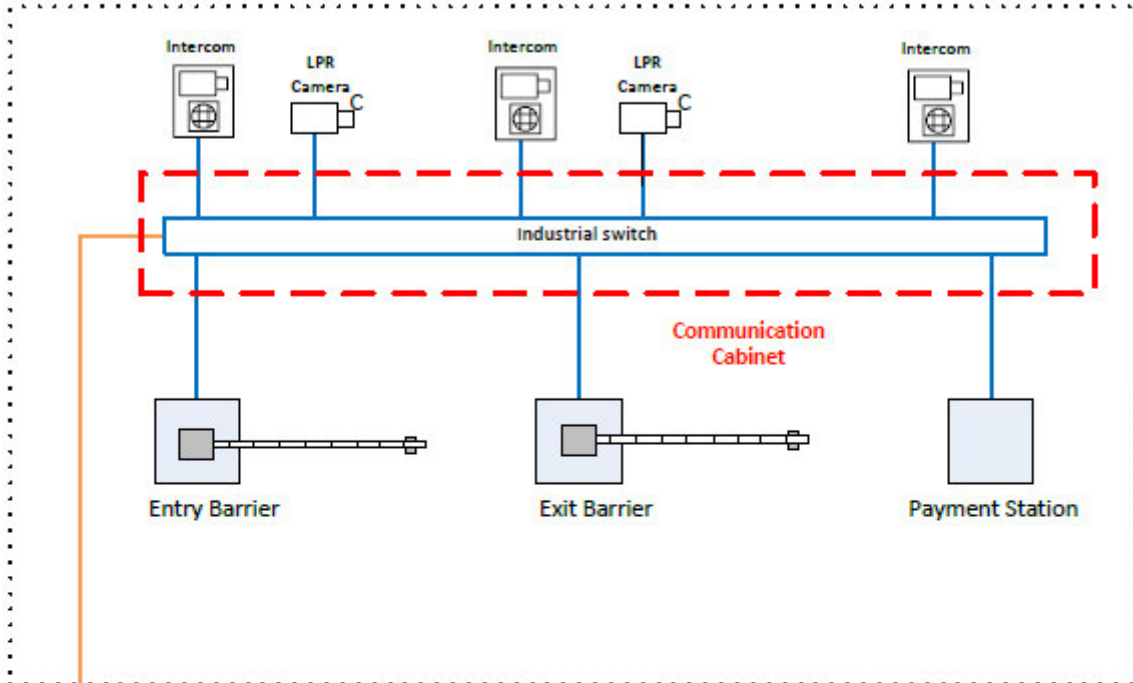 Intercom
LPR
Camera
C
Intercom
LPR
Camera
C
Intercom
Industrial switch
Communication
Cabinet
Entry Barrier
Exit Barrier
Payment Station